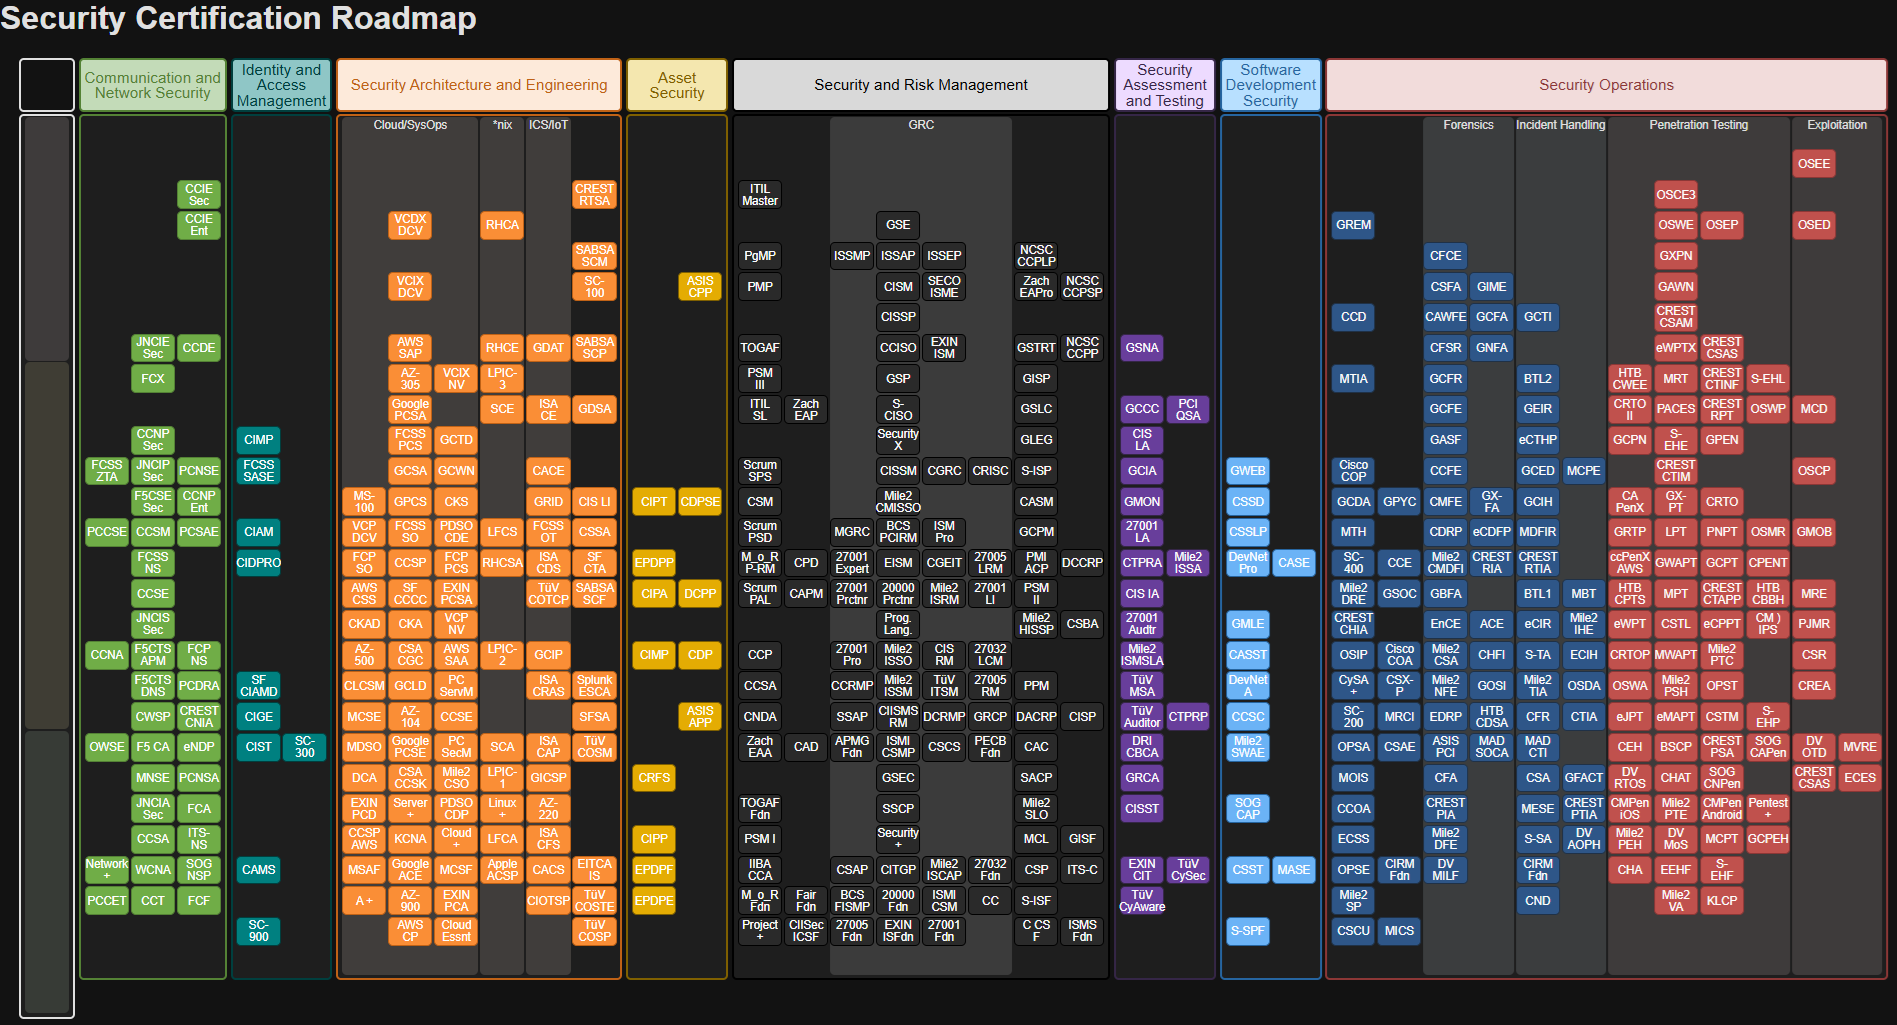 Security Certification Roadmap
Communication and Network Security
Identity and Access Management
Security Architecture and Engineering
Asset Security
Security and Risk Management
Security Assessment and Testing
Software Development Security
Security Operations
Cloud/SysOps *nix ICS/IoT GRC Forensics Incident Handling Penetration Testing Exploitation
OSEE
CCIE Sec CREST RTSA ITIL Master OSCE3
CCIE Ent VCDX DCV RHCA GSE GREM OSWE OSEP OSED
SABSA SCM PgMP ISSMP ISSAP ISSEP NCSC CCPLP CFCE GXPN
VCIX DCV SC-100 ASIS CPP PMP CISM SECO ISME Zach EAPro NCSC CCPSP CSFA GIME GAWN
CISSP CCD CAWFE GCFA GCTI CREST CSAM
JNCIE Sec CCDE AWS SAP RHCE GDAT SABSA SCP TOGAF CCISO EXIN ISM GSTRT NCSC CCPP GSNA CFSR GNFA eWPTX CREST CSAS
FCX AZ-305 VCIX NV LPIC-3 PSM III GSP GISP MTIA GCFR BTL2 HTB CWEE MRT CREST CTINF S-EHL
Google PCSA SCE ISA CE GDSA ITIL SL Zach EAP S-CISO GSLC GCCC PCI QSA GCFE GEIR CRTO II PACES CREST RPT OSWP MCD
CCNP Sec CIMP FCSS PCS GCTD Security X GLEG CIS LA GASF eCTHP GCPN S-EHE GPEN
FCSS ZTA JNCIP Sec PCNSE FCSS SASE GCSA GCWN CACE Scrum SPS CISSM CGRC CRISC S-ISP GCIA GWEB Cisco COP CCFE GCED MCPE CREST CTIM OSCP
F5CSE Sec CCNP Ent MS-100 GPCS CKS GRID CIS LI CIPT CDPSE CSM Mile2 CMISSO CASM GMON CSSD GCDA GPYC CMFE GX-FA GCIH CA PenX GX-PT CRTO
PCCSE CCSM PCSAE CIAM VCP DCV FCSS SO PDSO CDE LFCS FCSS OT CSSA Scrum PSD MGRC BCS PCIRM ISM Pro GCPM 27001 LA CSSLP MTH CDRP eCDFP MDFIR GRTP LPT PNPT OSMR GMOB
FCSS NS CIDPRO FCP SO CCSP FCP PCS RHCSA ISA CDS SF CTA EPDPP M_o_R P-RM CPD 27001 Expert EISM CGEIT 27005 LRM PMI ACP DCCRP CTPRA Mile2 ISSA DevNet Pro CASE SC-400 CCE Mile2 CMDFI CREST RIA CREST RTIA ccPenX AWS GWAPT GCPT CPENT
CCSE AWS CSS SF CCCC EXIN PCSA TüV COTCP SABSA SCF CIPA DCPP Scrum PAL CAPM 27001 Prctnr 20000 Prctnr Mile2 ISRM 27001 LI PSM II CIS IA Mile2 DRE GSOC GBFA BTL1 MBT HTB CPTS MPT CREST CTAPP HTB CBBH MRE
JNCIS Sec CKAD CKA VCP NV Prog. Lang. Mile2 HISSP CSBA 27001 Audtr GMLE CREST CHIA EnCE ACE eCIR Mile2 IHE eWPT CSTL eCPPT CM ) IPS PJMR
CCNA F5CTS APM FCP NS AZ-500 CSA CGC AWS SAA LPIC-2 GCIP CIMP CDP CCP 27001 Pro Mile2 ISSO CIS RM 27032 LCM Mile2 ISMSLA CASST OSIP Cisco COA Mile2 CSA CHFI S-TA ECIH CRTOP MWAPT Mile2 PTC CSR
F5CTS DNS PCDRA SF CIAMD CLCSM GCLD PC ServM ISA CRAS Splunk ESCA CCSA CCRMP Mile2 ISSM TüV ITSM 27005 RM PPM TüV MSA DevNet A CySA + CSX-P Mile2 NFE GOSI Mile2 TIA OSDA OSWA Mile2 PSH OPST CREA
CWSP CREST CNIA CIGE MCSE AZ-104 CCSE SFSA ASIS APP CNDA SSAP CIISMS RM DCRMP GRCP DACRP CISP TüV Auditor CTPRP CCSC SC-200 MRCI EDRP HTB CDSA CFR CTIA eJPT eMAPT CSTM S-EHP
OWSE F5 CA eNDP CIST SC-300 MDSO Google PCSE PC SecM SCA ISA CAP TüV COSM Zach EAA CAD APMG Fdn ISMI CSMP CSCS PECB Fdn CAC DRI CBCA Mile2 SWAE OPSA CSAE ASIS PCI MAD SOCA MAD CTI CEH BSCP CREST PSA SOG CAPen DV OTD MVRE
MNSE PCNSA DCA CSA CCSK Mile2 CSO LPIC-1 GICSP CRFS GSEC SACP GRCA MOIS CFA CSA GFACT DV RTOS CHAT SOG CNPen CREST CSAS ECES
JNCIA Sec FCA EXIN PCD Server + PDSO CDP Linux + AZ-220 TOGAF Fdn SSCP Mile2 SLO CISST SOG CAP CCOA CREST PIA MESE CREST PTIA CMPen iOS Mile2 PTE CMPen Android Pentest +
CCSA ITS-NS CCSP AWS KCNA Cloud + LFCA ISA CFS CIPP PSM I Security + MCL GISF ECSS Mile2 DFE S-SA DV AOPH Mile2 PEH DV MoS MCPT GCPEH
Network + WCNA SOG NSP CAMS MSAF Google ACE MCSF Apple ACSP CACS EITCA IS EPDPF IIBA CCA CSAP CITGP Mile2 ISCAP 27032 Fdn CSP ITS-C EXIN CIT TüV CySec CSST MASE OPSE CIRM Fdn DV MILF CIRM Fdn CHA EEHF S-EHF
PCCET CCT FCF A + AZ-900 EXIN PCA CIOTSP TüV COSTE EPDPE M_o_R Fdn Fair Fdn BCS FISMP 20000 Fdn ISMI CSM CC S-ISF TüV CyAware Mile2 SP CND Mile2 VA KLCP
SC-900 AWS CP Cloud Essnt TüV COSP Project + CIISec ICSF 27005 Fdn EXIN ISFdn 27001 Fdn C CS F ISMS Fdn S-SPF CSCU MICS